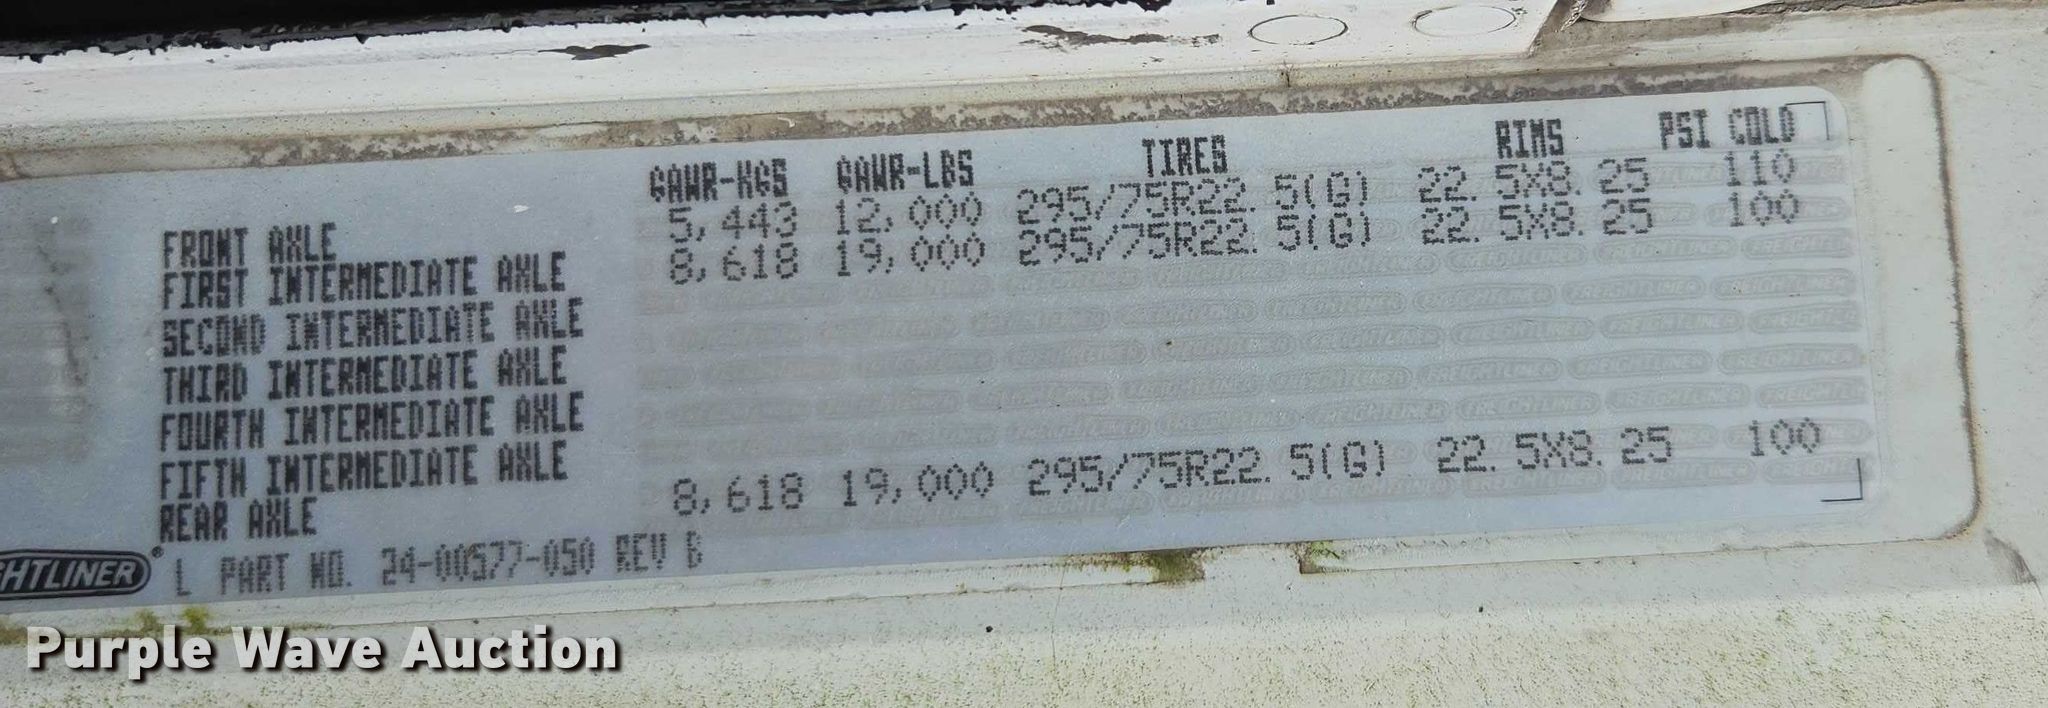 GAWR-KGS GAWR-LBS TIRES RIMS PSI COLD
FRONT AXLE 5,443 12,000 295/75R22.5(G) 22.5X8.25 110
FIRST INTERMEDIATE AXLE 8,618 19,000 295/75R22.5(G) 22.5X8.25 100
SECOND INTERMEDIATE AXLE
THIRD INTERMEDIATE AXLE
FOURTH INTERMEDIATE AXLE
FIFTH INTERMEDIATE AXLE
REAR AXLE 8,618 19,000 295/75R22.5(G) 22.5X8.25 100
HTLINER® L PART NO. 24-00577-050 REV
Purple Wave Auction